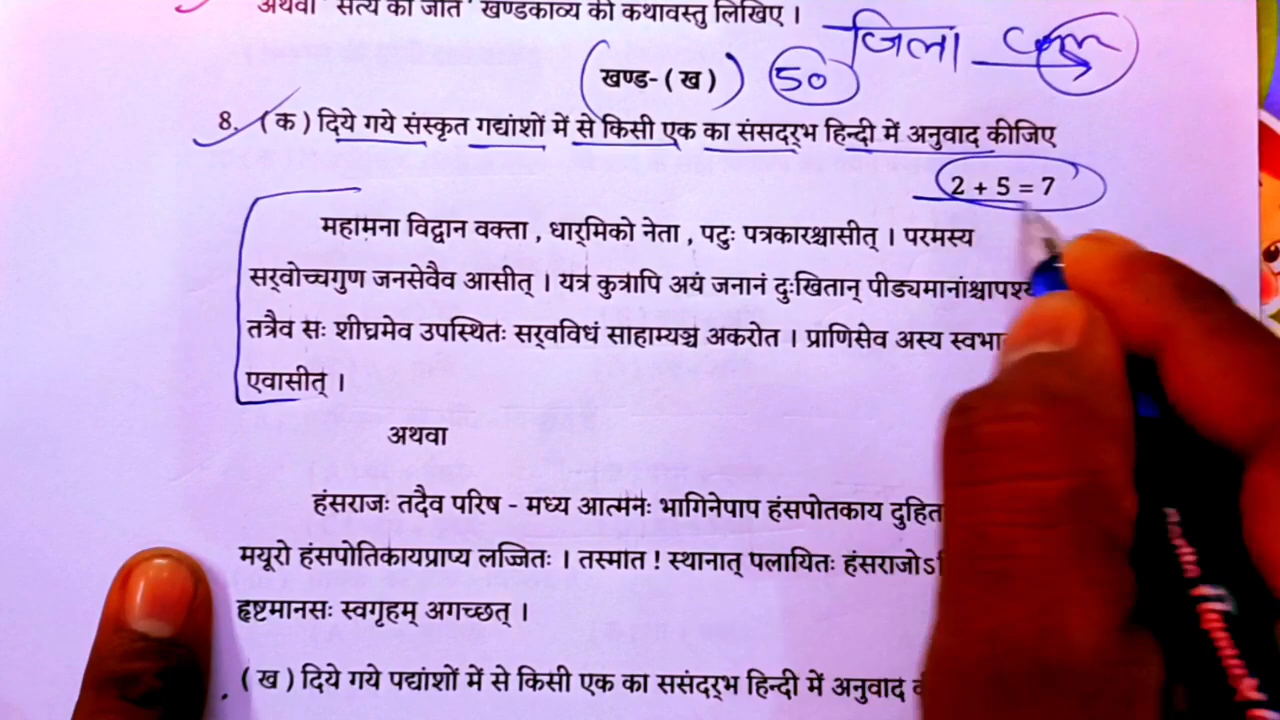 अथवा ' सत्य की जीत ' खण्डकाव्य की कथावस्तु लिखिए ।
जिला
खण्ड- ( ख ) 50
8. ( क ) दिये गये संस्कृत गद्यांशों में से किसी एक का संसदर्भ हिन्दी में अनुवाद कीजिए
2 + 5 = 7
महामना विद्वान वक्ता , धार्मिको नेता , पटुः पत्रकारश्चासीत् । परमस्य
सर्वोच्चगुण जनसेवैव आसीत् । यत्र कुत्रापि अयं जनानं दुःखितान् पीड्यमानांश्चापश्य
तत्रैव सः शीघ्रमेव उपस्थितः सर्वविधं साहाम्यञ्च अकरोत । प्राणिसेव अस्य स्वभा
एवासीत् ।
अथवा
हंसराजः तदैव परिष - मध्य आत्मनः भागिनेपाप हंसपोतकाय दुहित
मयूरो हंसपोतिकायप्राप्य लज्जितः । तस्मात ! स्थानात् पलायितः हंसराजोऽ
हृष्टमानसः स्वगृहम् अगच्छत् ।
( ख ) दिये गये पद्यांशों में से किसी एक का ससंदर्भ हिन्दी में अनुवाद